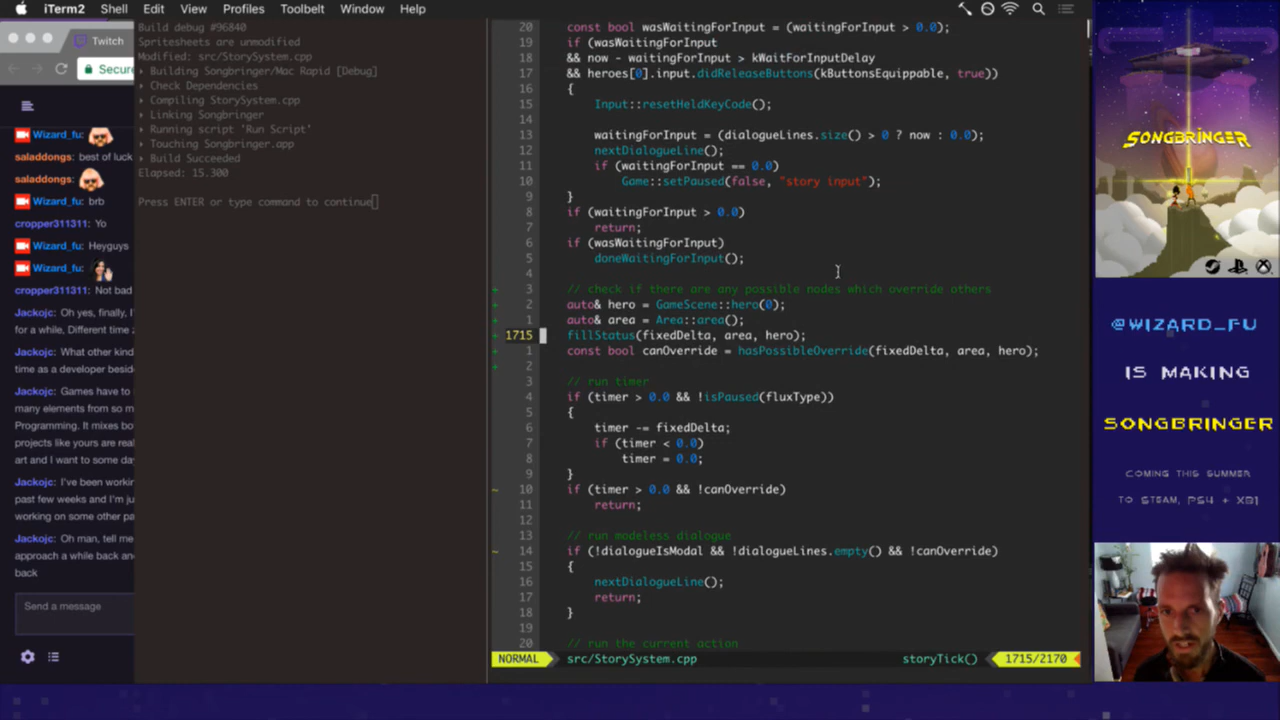 iTerm2 Shell Edit View Profiles Toolbelt Window Help
Twitch
Secure
Wizard_fu:
saladdongs: best of luck
saladdongs:
Wizard_fu: brb
cropper311311: Yo
Wizard_fu: Heyguys
Wizard_fu:
cropper311311: Not bad
Jackojc: Oh yes, finally, I
for a while, Different time
Jackojc: What other kind
time as a developer beside
Jackojc: Games have to
many elements from so m
Programming. It mixes bo
projects like yours are real
art and I want to some day
Jackojc: I've been workin
past few weeks and I'm jus
working on some other pa
Jackojc: Oh man, tell me
approach a while back and
back
Send a message
Build debug #96840
Spritesheets are unmodified
Modified: src/StorySystem.cpp
▸ Building Songbringer/Mac Rapid [Debug]
▸ Check Dependencies
▸ Compiling StorySystem.cpp
▸ Linking Songbringer
▸ Running script 'Run Script'
▸ Touching Songbringer.app
▸ Build Succeeded
Elapsed: 15.300
Press ENTER or type command to continue
20 const bool wasWaitingForInput = (waitingForInput > 0.0);
19 if (wasWaitingForInput
18 && now - waitingForInput > kWaitForInputDelay
17 && heroes[0].input.didReleaseButtons(kButtonsEquippable, true))
16 {
15 Input::resetHeldKeyCode();
14
13 waitingForInput = (dialogueLines.size() > 0 ? now : 0.0);
12 nextDialogueLine();
11 if (waitingForInput == 0.0)
10 Game::setPaused(false, "story input");
9 }
8 if (waitingForInput > 0.0)
7 return;
6 if (wasWaitingForInput)
5 doneWaitingForInput();
4
+ 3 // check if there are any possible nodes which override others
+ 2 auto& hero = GameScene::hero(0);
+ 1 auto& area = Area::area();
+ 1715 fillStatus(fixedDelta, area, hero);
+ 1 const bool canOverride = hasPossibleOverride(fixedDelta, area, hero);
+ 2
3 // run timer
4 if (timer > 0.0 && !isPaused(fluxType))
5 {
6 timer -= fixedDelta;
7 if (timer < 0.0)
8 timer = 0.0;
9 }
~ 10 if (timer > 0.0 && !canOverride)
11 return;
12
13 // run modeless dialogue
~ 14 if (!dialogueIsModal && !dialogueLines.empty() && !canOverride)
15 {
16 nextDialogueLine();
17 return;
18 }
19
20 // run the current action
NORMAL src/StorySystem.cpp storyTick() 1715/2170
SONGBRINGER
@WIZARD_FU
IS MAKING
SONGBRINGER
COMING THIS SUMMER
TO STEAM, PS4 + XB1